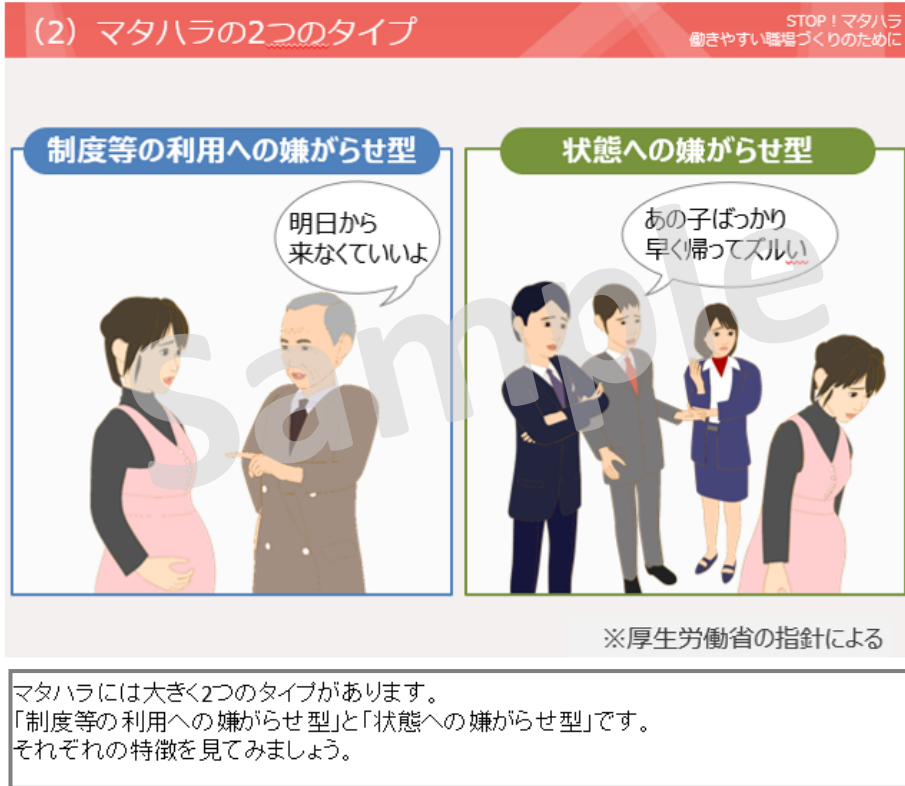 (2) マタハラの2つのタイプ
STOP！マタハラ
働きやすい職場づくりのために
制度等の利用への嫌がらせ型
明日から
来なくていいよ
状態への嫌がらせ型
あの子ばっかり
早く帰ってズルい
Sample
※厚生労働省の指針による
マタハラには大きく2つのタイプがあります。
「制度等の利用への嫌がらせ型」と「状態への嫌がらせ型」です。
それぞれの特徴を見てみましょう。